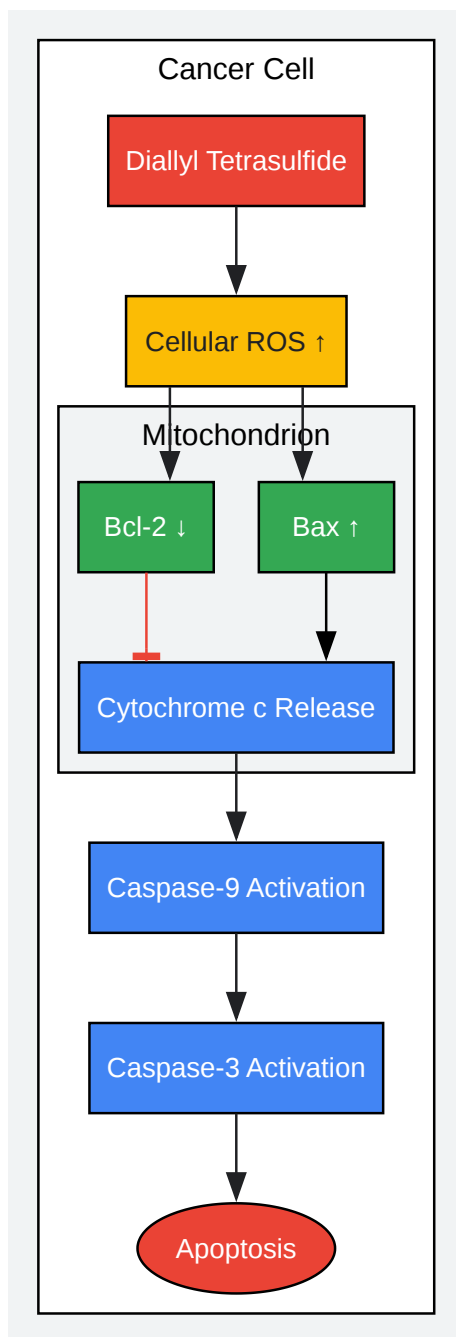 Cancer Cell
Diallyl Tetrasulfide
Cellular ROS ↑
Mitochondrion
Bcl-2 ↓
Bax ↑
Cytochrome c Release
Caspase-9 Activation
Caspase-3 Activation
Apoptosis